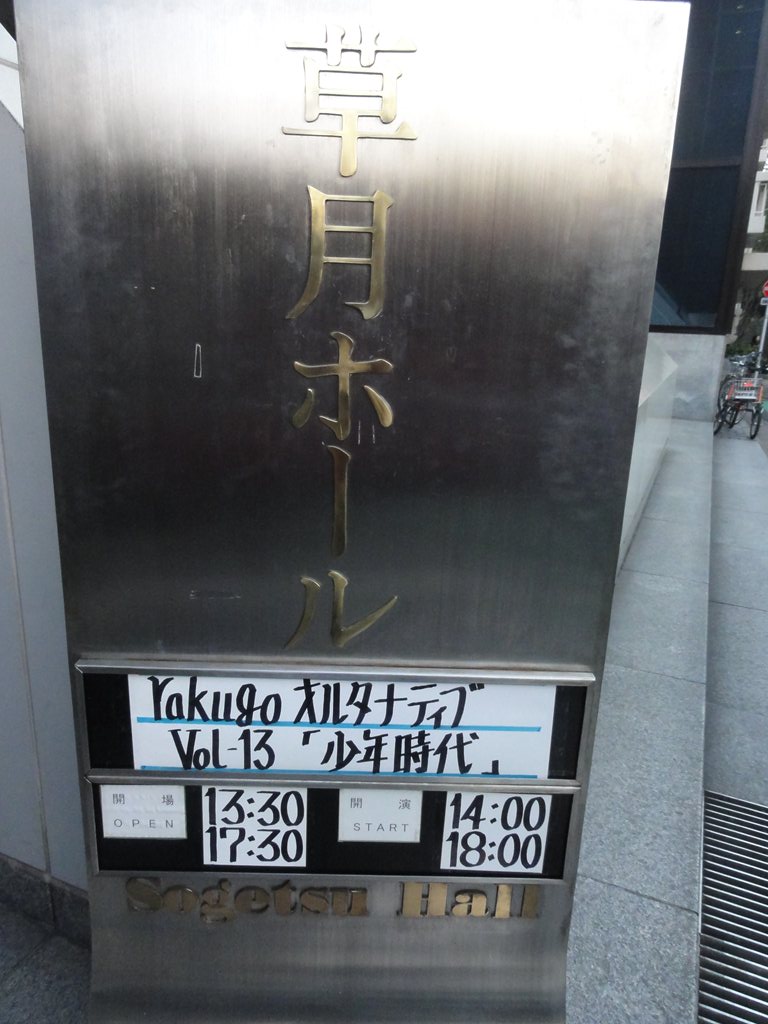 草月ホール
rakugo オルタナティブ
Vol-13 「少年時代」
開場
OPEN
13:30
17:30
開演
START
14:00
18:00
Sogetsu Hall